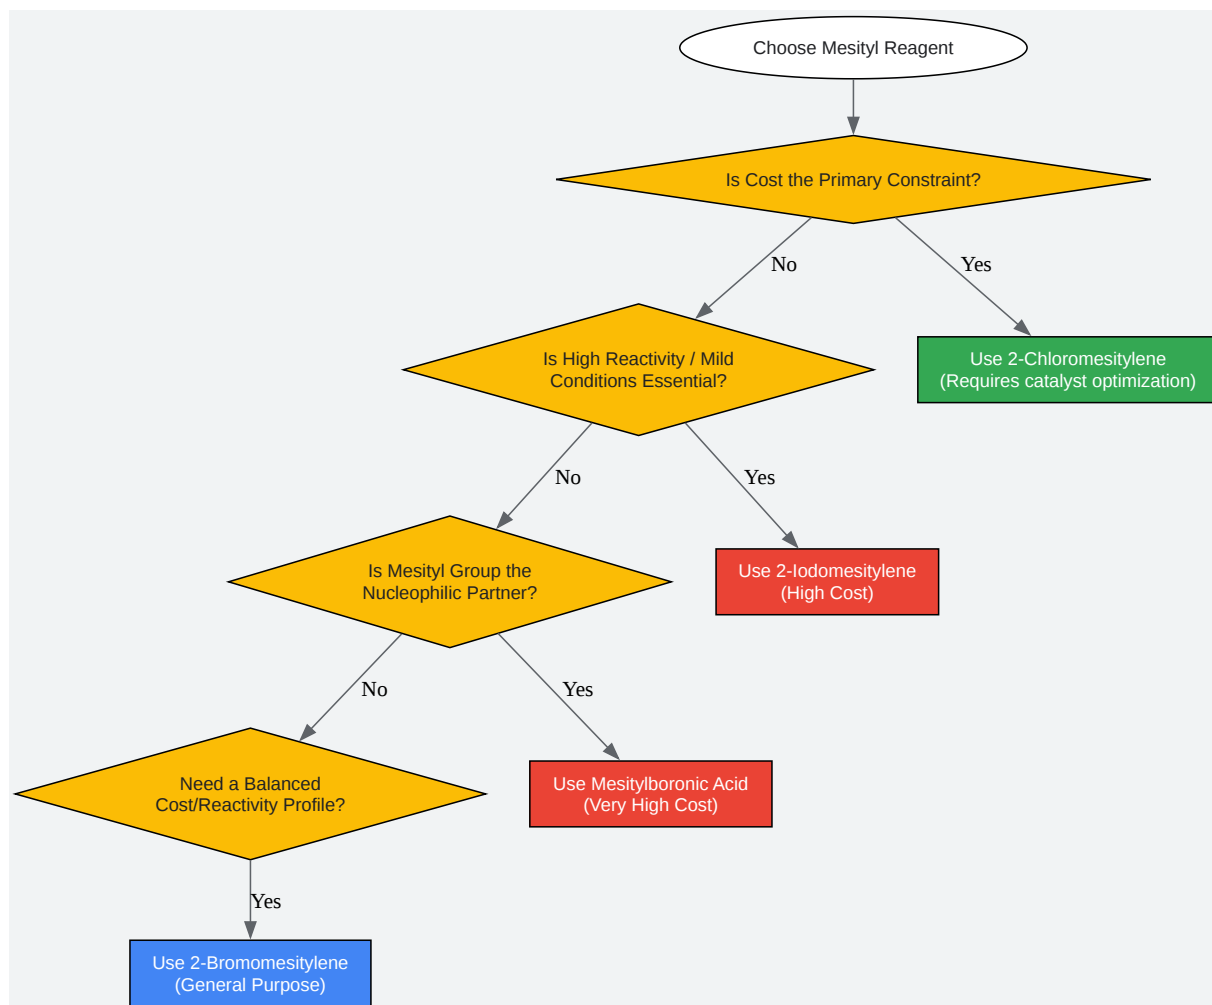 Choose Mesityl Reagent
Is Cost the Primary Constraint?
No
Yes
Is High Reactivity / Mild
Conditions Essential?
Use 2-Chloromesitylene
(Requires catalyst optimization)
No
Yes
Is Mesityl Group the
Nucleophilic Partner?
Use 2-Iodomesitylene
(High Cost)
No
Yes
Need a Balanced
Cost/Reactivity Profile?
Use Mesitylboronic Acid
(Very High Cost)
Yes
Use 2-Bromomesitylene
(General Purpose)